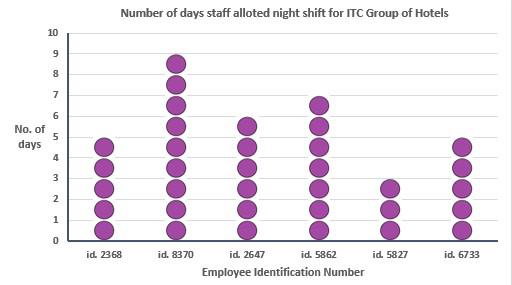 Number of days staff alloted night shift for ITC Group of Hotels
10
9
8
7
6
5
4
3
2
1
0
No. of
days
id. 2368 id. 8370 id. 2647 id. 5862 id. 5827 id. 6733
Employee Identification Number